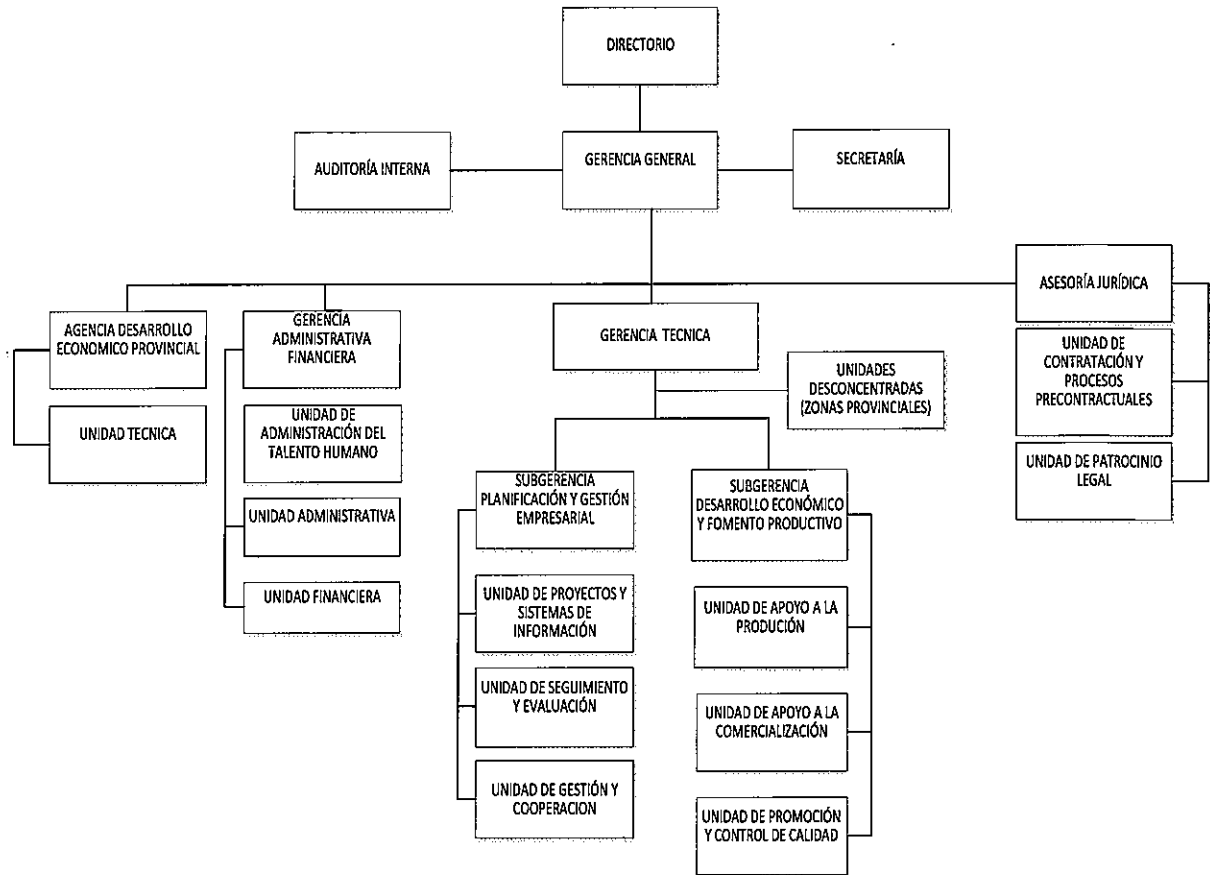 DIRECTORIO
AUDITORÍA INTERNA
GERENCIA GENERAL
SECRETARÍA
ASESORÍA JURÍDICA
AGENCIA DESARROLLO
ECONOMICO PROVINCIAL
GERENCIA
ADMINISTRATIVA
FINANCIERA
GERENCIA TECNICA
UNIDAD DE
CONTRATACIÓN Y
PROCESOS
PRECONTRACTUALES
UNIDADES
DESCONCENTRADAS
(ZONAS PROVINCIALES)
UNIDAD TECNICA
UNIDAD DE
ADMINISTRACIÓN DEL
TALENTO HUMANO
UNIDAD DE PATROCINIO
LEGAL
SUBGERENCIA
PLANIFICACIÓN Y GESTIÓN
EMPRESARIAL
SUBGERENCIA
DESARROLLO ECONÓMICO
Y FOMENTO PRODUCTIVO
UNIDAD ADMINISTRATIVA
UNIDAD FINANCIERA
UNIDAD DE PROYECTOS Y
SISTEMAS DE
INFORMACIÓN
UNIDAD DE APOYO A LA
PRODUCIÓN
UNIDAD DE SEGUIMIENTO
Y EVALUACIÓN
UNIDAD DE APOYO A LA
COMERCIALIZACIÓN
UNIDAD DE GESTIÓN Y
COOPERACION
UNIDAD DE PROMOCIÓN
Y CONTROL DE CALIDAD